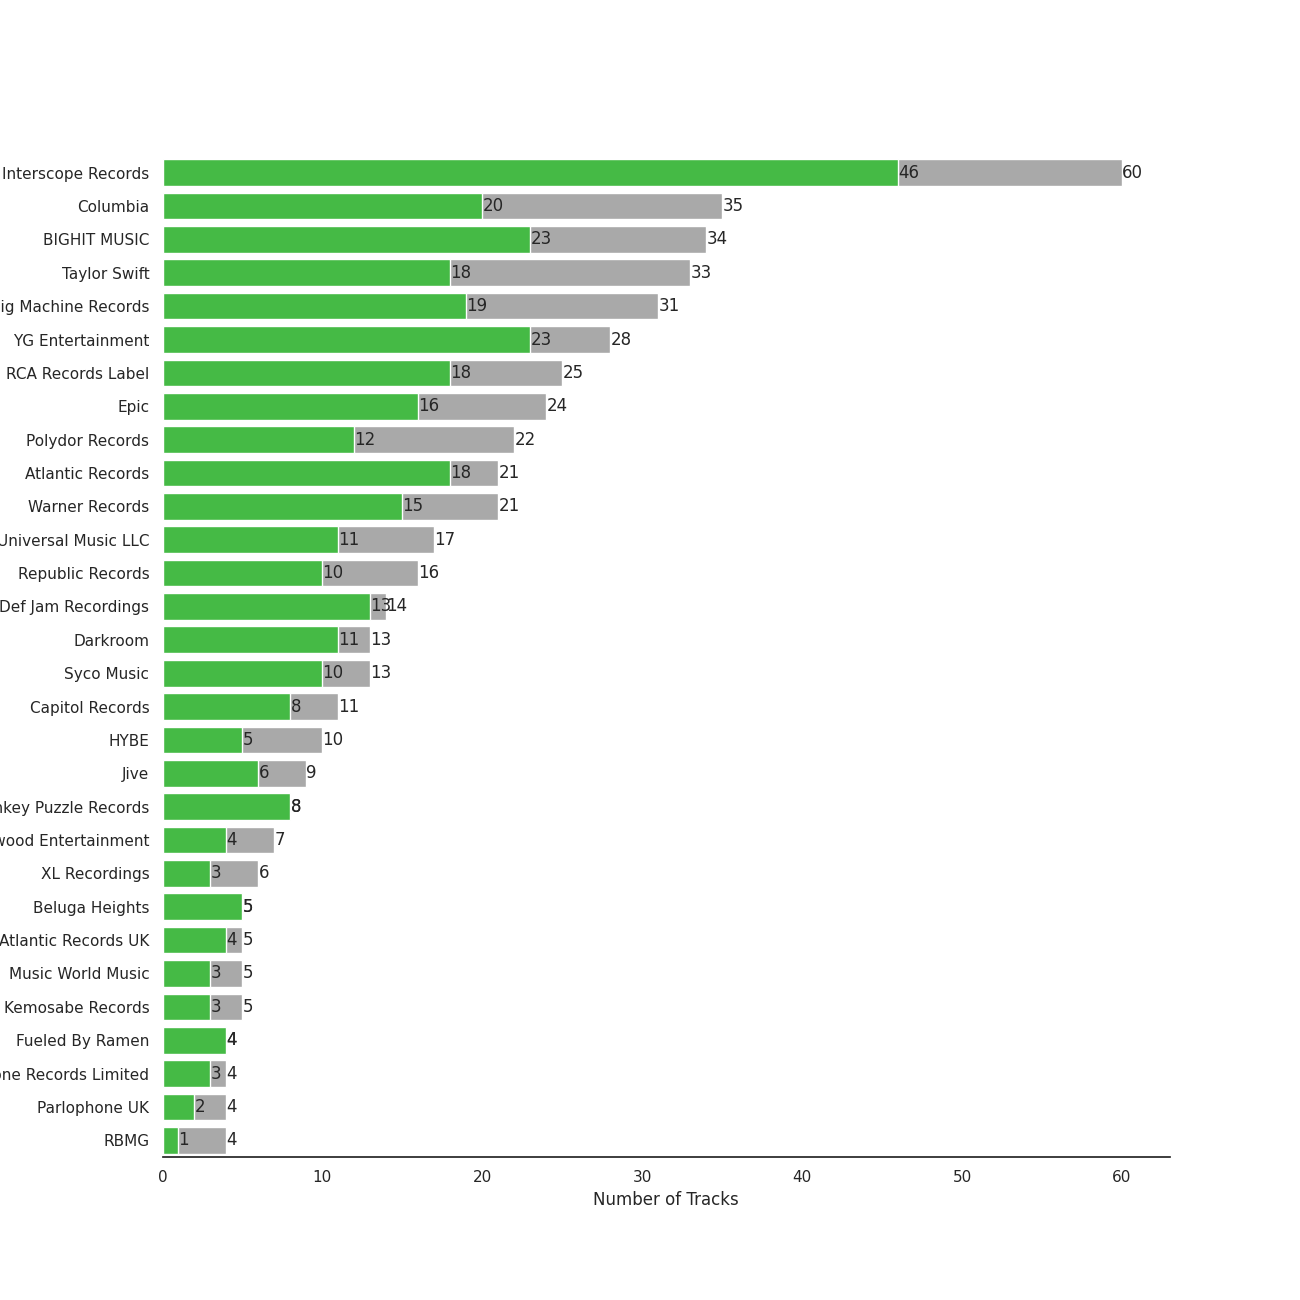 Interscope Records 46 60
Columbia 20 35
BIGHIT MUSIC 23 34
Taylor Swift 18 33
ig Machine Records 19 31
YG Entertainment 23 28
RCA Records Label 18 25
Epic 16 24
Polydor Records 12 22
Atlantic Records 18 21
Warner Records 15 21
Universal Music LLC 11 17
Republic Records 10 16
Def Jam Recordings 13 14
Darkroom 11 13
Syco Music 10 13
Capitol Records 8 11
HYBE 5 10
Jive 6 9
key Puzzle Records 8
wood Entertainment 4 7
XL Recordings 3 6
Beluga Heights 5
Atlantic Records UK 4 5
Music World Music 3 5
Kemosabe Records 3 5
Fueled By Ramen 4
one Records Limited 3 4
Parlophone UK 2 4
RBMG 1 4
0 10 20 30 40 50 60
Number of Tracks